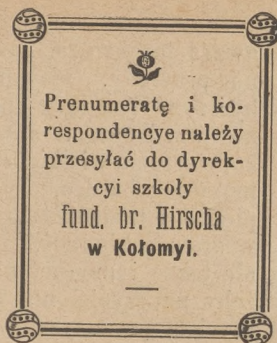 Prenumeratę i ko-
respondencye należy
przesyłać do dyrek-
cyi szkoły
fund. br. Hirscha
w Kołomyi.